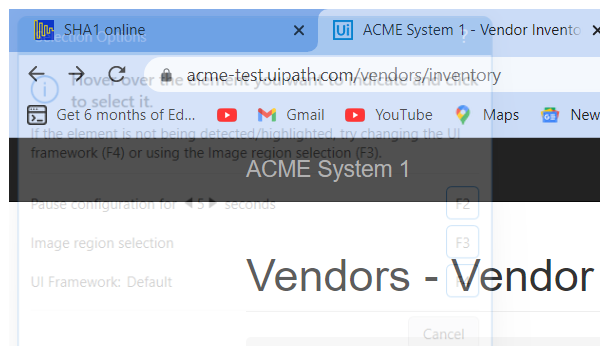 SHA1 online
ACME System 1 - Vendor Invento
Selection Options
?
acme-test.uipath.com/vendors/inventory
Hover over the element you want to indicate and click
to select it.
Get 6 months of Ed...
Gmail
YouTube
Maps
New
If the element is not being detected/highlighted, try changing the UI
framework (F4) or using the Image region selection (F3).
ACME System 1
Pause configuration for 5 seconds
F2
Image region selection
F3
UI Framework: Default
F4
Vendors - Vendor
Cancel